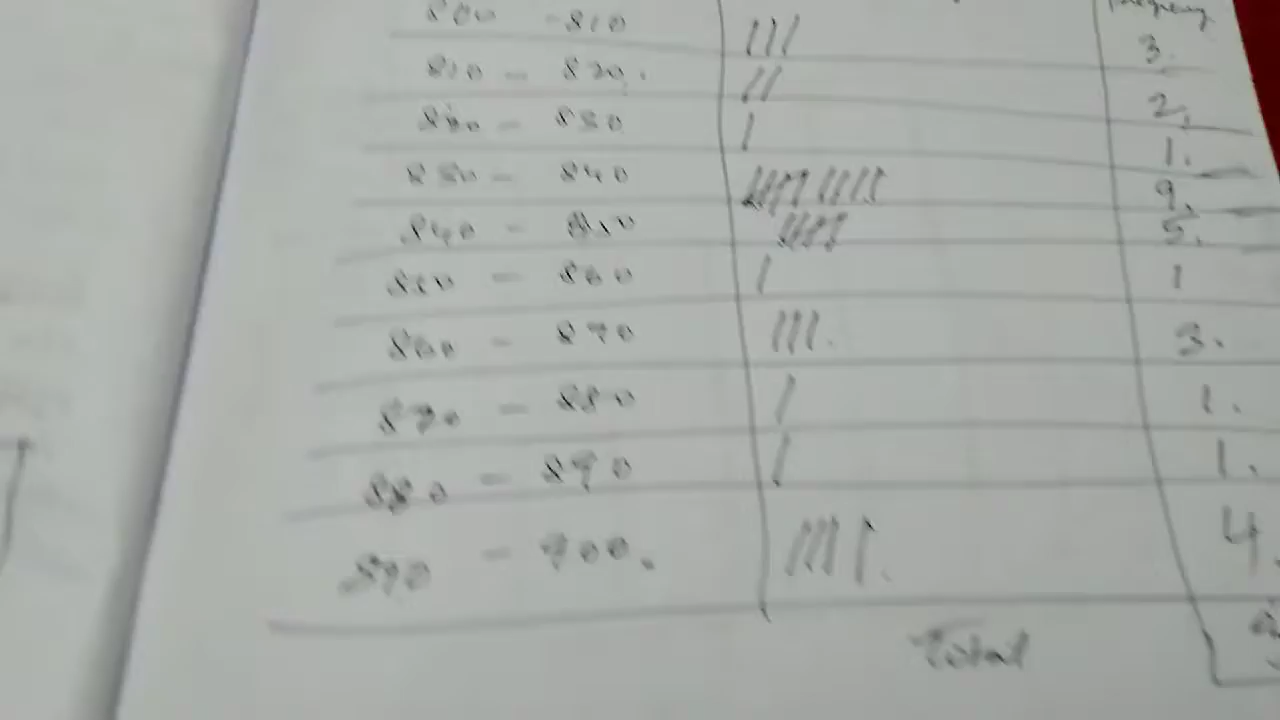 frequency
800 - 810 ||| 3.
810 - 820. || 2.
820 - 830 | 1.
830 - 840 |||| |||| 9.
840 - 850 |||| 5.
850 - 860 | 1
860 - 870 |||. 3.
870 - 880 | 1.
880 - 890 | 1.
890 - 900. ||||. 4.
Total